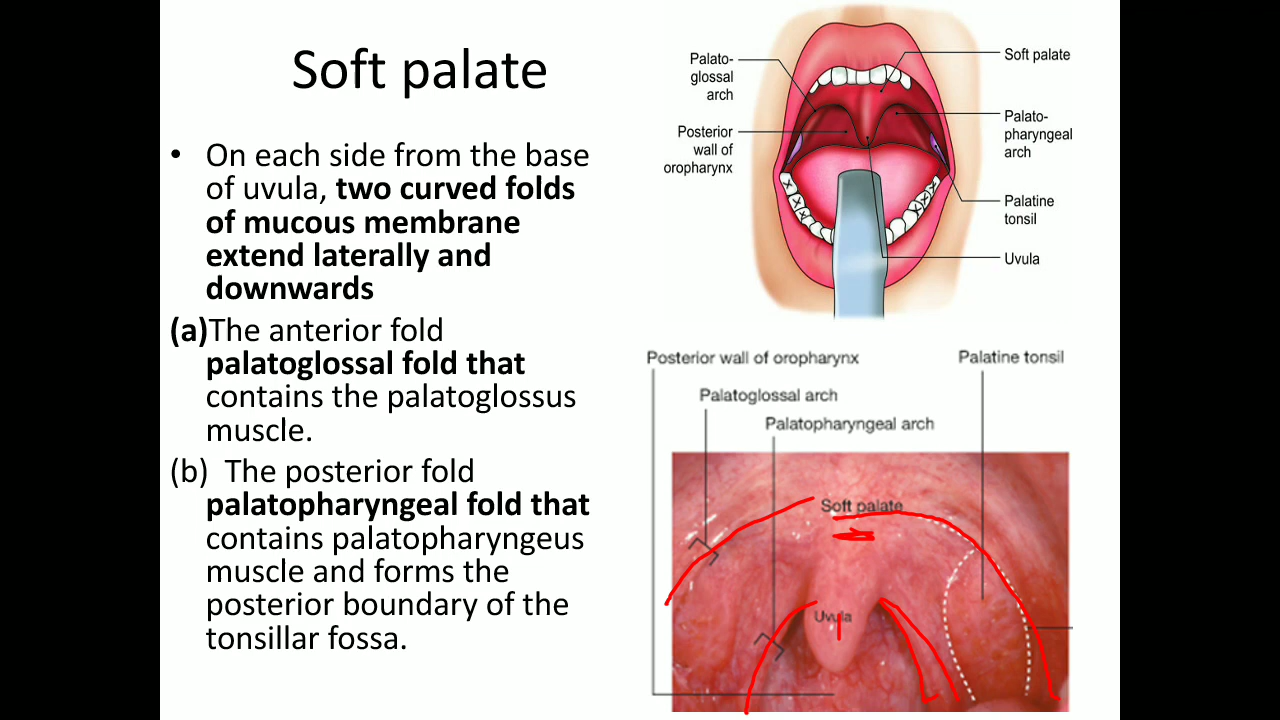 Soft palate
• On each side from the base
of uvula, two curved folds
of mucous membrane
extend laterally and
downwards
(a)The anterior fold
palatoglossal fold that
contains the palatoglossus
muscle.
(b) The posterior fold
palatopharyngeal fold that
contains palatopharyngeus
muscle and forms the
posterior boundary of the
tonsillar fossa.
Palato-
glossal
arch
Posterior
wall of
oropharynx
Soft palate
Palato-
pharyngeal
arch
Palatine
tonsil
Uvula
Posterior wall of oropharynx
Palatine tonsil
Palatoglossal arch
Palatopharyngeal arch
Soft palate
Uvula